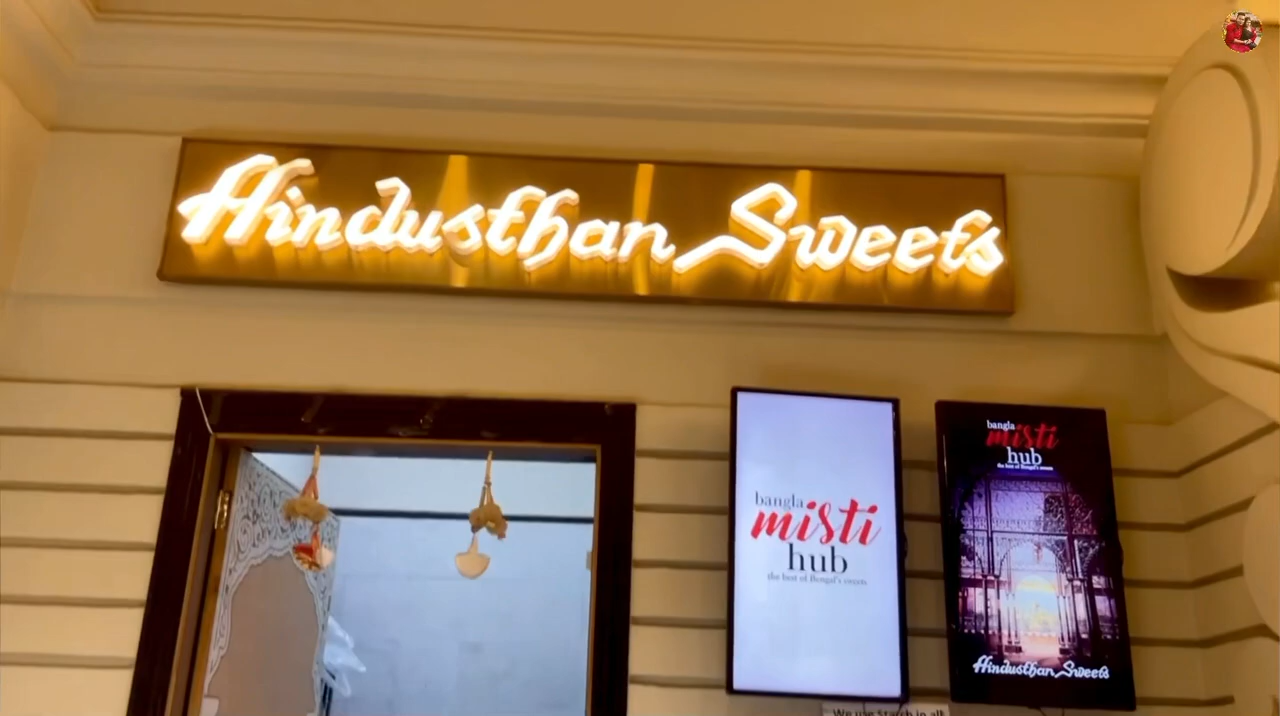 Hindusthan Sweets
bangla
misti
hub
the best of Bengal's sweets
bangla
misti
hub
the best of Bengal's sweets
Hindusthan Sweets
We use Starch in all